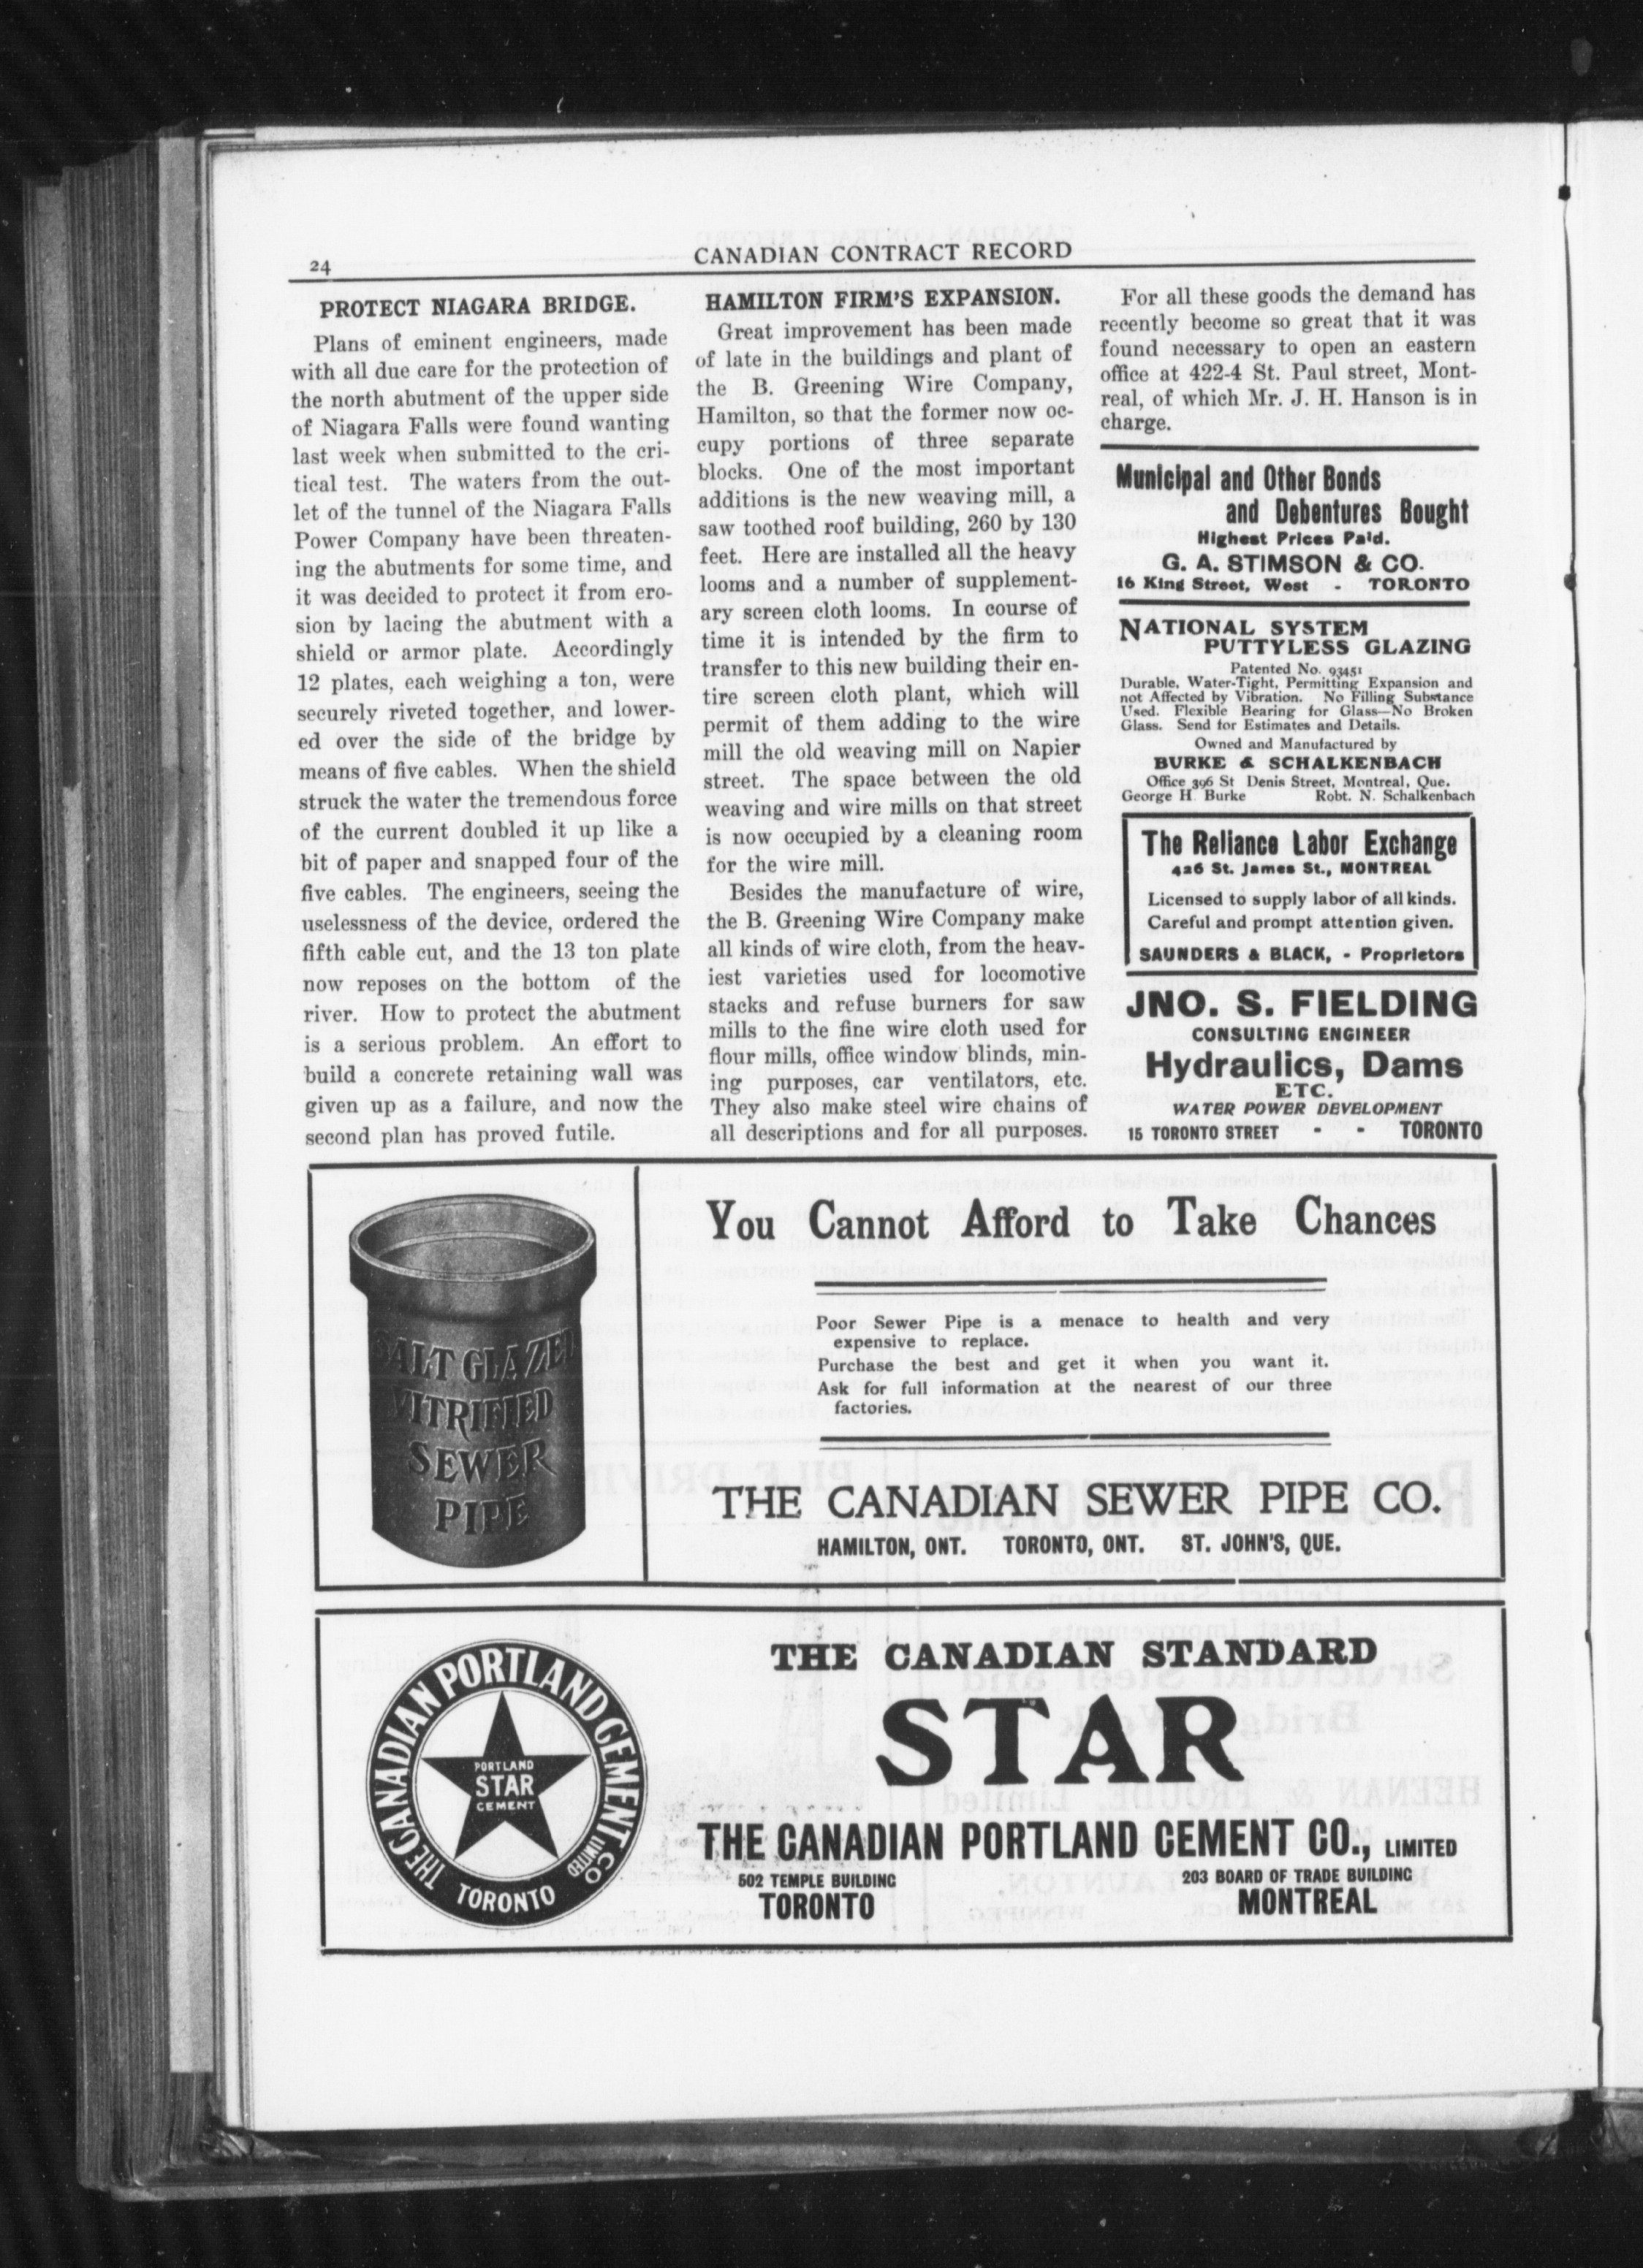 24
CANADIAN CONTRACT RECORD
PROTECT NIAGARA BRIDGE.
Plans of eminent engineers, made
with all due care for the protection of
the north abutment of the upper side
of Niagara Falls were found wanting
last week when submitted to the cri-
tical test. The waters from the out-
let of the tunnel of the Niagara Falls
Power Company have been threaten-
ing the abutments for some time, and
it was decided to protect it from ero-
sion by lacing the abutment with a
shield or armor plate. Accordingly
12 plates, each weighing a ton, were
securely riveted together, and lower-
ed over the side of the bridge by
means of five cables. When the shield
struck the water the tremendous force
of the current doubled it up like a
bit of paper and snapped four of the
five cables. The engineers, seeing the
uselessness of the device, ordered the
fifth cable cut, and the 13 ton plate
now reposes on the bottom of the
river. How to protect the abutment
is a serious problem. An effort to
build a concrete retaining wall was
given up as a failure, and now the
second plan has proved futile.
HAMILTON FIRM'S EXPANSION.
Great improvement has been made
of late in the buildings and plant of
the B. Greening Wire Company,
Hamilton, so that the former now oc-
cupy portions of three separate
blocks. One of the most important
additions is the new weaving mill, a
saw toothed roof building, 260 by 130
feet. Here are installed all the heavy
looms and a number of supplement-
ary screen cloth looms. In course of
time it is intended by the firm to
transfer to this new building their en-
tire screen cloth plant, which will
permit of them adding to the wire
mill the old weaving mill on Napier
street. The space between the old
weaving and wire mills on that street
is now occupied by a cleaning room
for the wire mill.
Besides the manufacture of wire,
the B. Greening Wire Company make
all kinds of wire cloth, from the heav-
iest varieties used for locomotive
stacks and refuse burners for saw
mills to the fine wire cloth used for
flour mills, office window blinds, min-
ing purposes, car ventilators, etc.
They also make steel wire chains of
all descriptions and for all purposes.
For all these goods the demand has
recently become so great that it was
found necessary to open an eastern
office at 422-4 St. Paul street, Mont-
real, of which Mr. J. H. Hanson is in
charge.
Municipal and Other Bonds
and Debentures Bought
Highest Prices Paid.
G. A. STIMSON & CO.
16 King Street, West - TORONTO
NATIONAL SYSTEM
PUTTYLESS GLAZING
Patented No. 93451
Durable, Water-Tight, Permitting Expansion and
not Affected by Vibration. No Filling Substance
Used. Flexible Bearing for Glass—No Broken
Glass. Send for Estimates and Details.
Owned and Manufactured by
BURKE & SCHALKENBACH
Office 396 St Denis Street, Montreal, Que.
George H Burke Robt. N. Schalkenbach
The Reliance Labor Exchange
426 St. James St., MONTREAL
Licensed to supply labor of all kinds.
Careful and prompt attention given.
SAUNDERS & BLACK, - Proprietors
JNO. S. FIELDING
CONSULTING ENGINEER
Hydraulics, Dams
ETC.
WATER POWER DEVELOPMENT
15 TORONTO STREET - - TORONTO
SALT GLAZED
VITRIFIED
SEWER
PIPE
You Cannot Afford to Take Chances
Poor Sewer Pipe is a menace to health and very
expensive to replace.
Purchase the best and get it when you want it.
Ask for full information at the nearest of our three
factories.
THE CANADIAN SEWER PIPE CO.
HAMILTON, ONT. TORONTO, ONT. ST. JOHN'S, QUE.
THE CANADIAN PORTLAND CEMENT CO LIMITED
TORONTO
PORTLAND
STAR
CEMENT
THE CANADIAN STANDARD
STAR
THE CANADIAN PORTLAND CEMENT CO., LIMITED
502 TEMPLE BUILDING 203 BOARD OF TRADE BUILDING
TORONTO MONTREAL